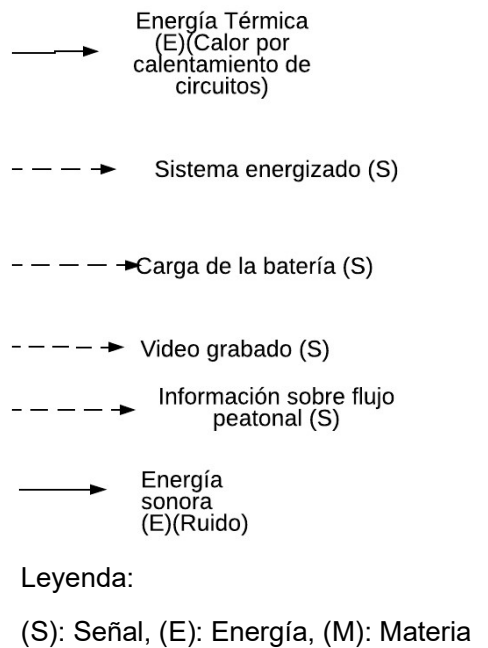 Energía Térmica
(E)(Calor por
calentamiento de
circuitos)
Sistema energizado (S)
Carga de la batería (S)
Video grabado (S)
Información sobre flujo
peatonal (S)
Energía
sonora
(E)(Ruido)
Leyenda:
(S): Señal, (E): Energía, (M): Materia